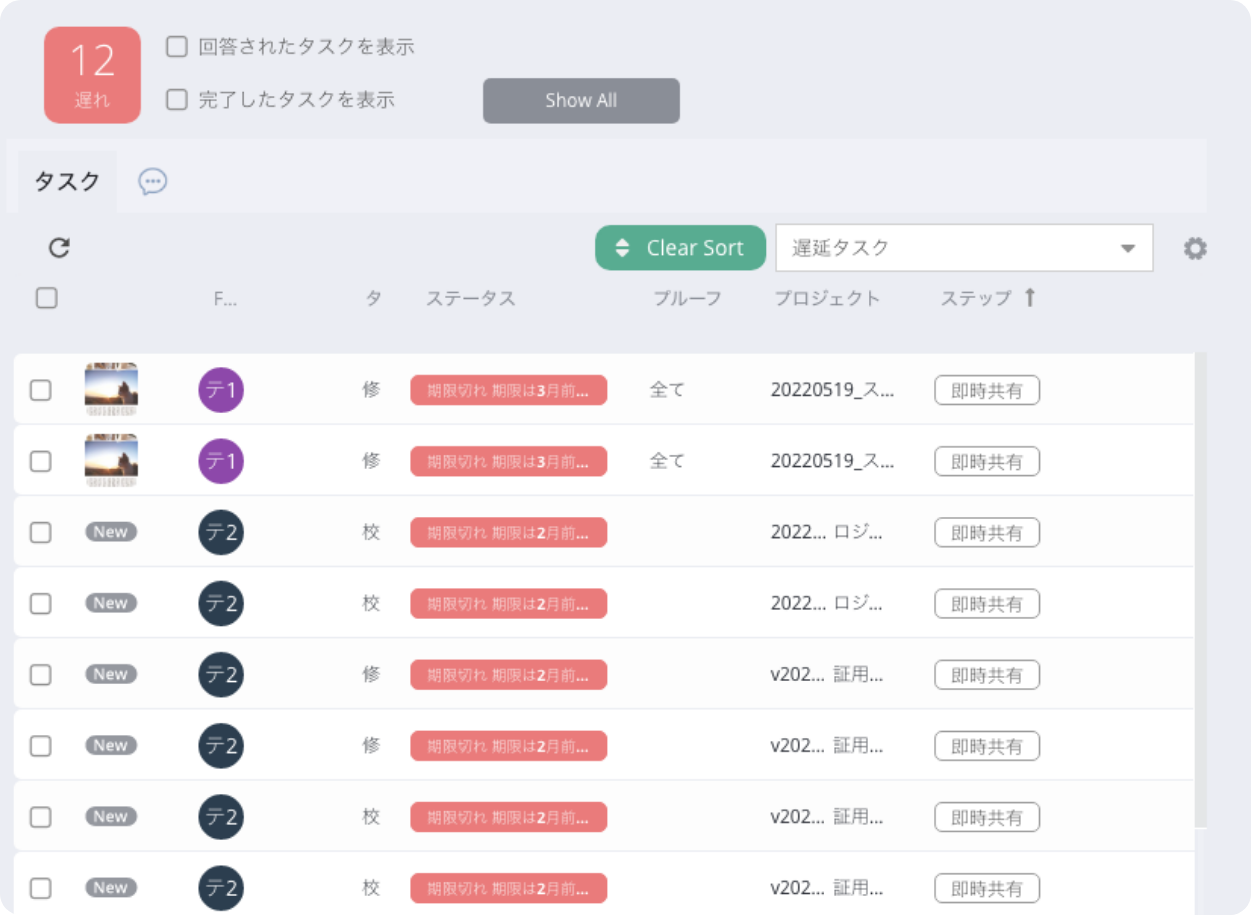 12
遅れ
回答されたタスクを表示
完了したタスクを表示
Show All
タスク
Clear Sort
遅延タスク
F... タ ステータス プルーフ プロジェクト ステップ
テ1 修 期限切れ 期限は3月前... 全て 20220519_ス... 即時共有
テ1 修 期限切れ 期限は3月前... 全て 20220519_ス... 即時共有
New テ2 校 期限切れ 期限は2月前... 2022... ロジ... 即時共有
New テ2 校 期限切れ 期限は2月前... 2022... ロジ... 即時共有
New テ2 修 期限切れ 期限は2月前... v202... 証用... 即時共有
New テ2 修 期限切れ 期限は2月前... v202... 証用... 即時共有
New テ2 校 期限切れ 期限は2月前... v202... 証用... 即時共有
New テ2 校 期限切れ 期限は2月前... v202... 証用... 即時共有